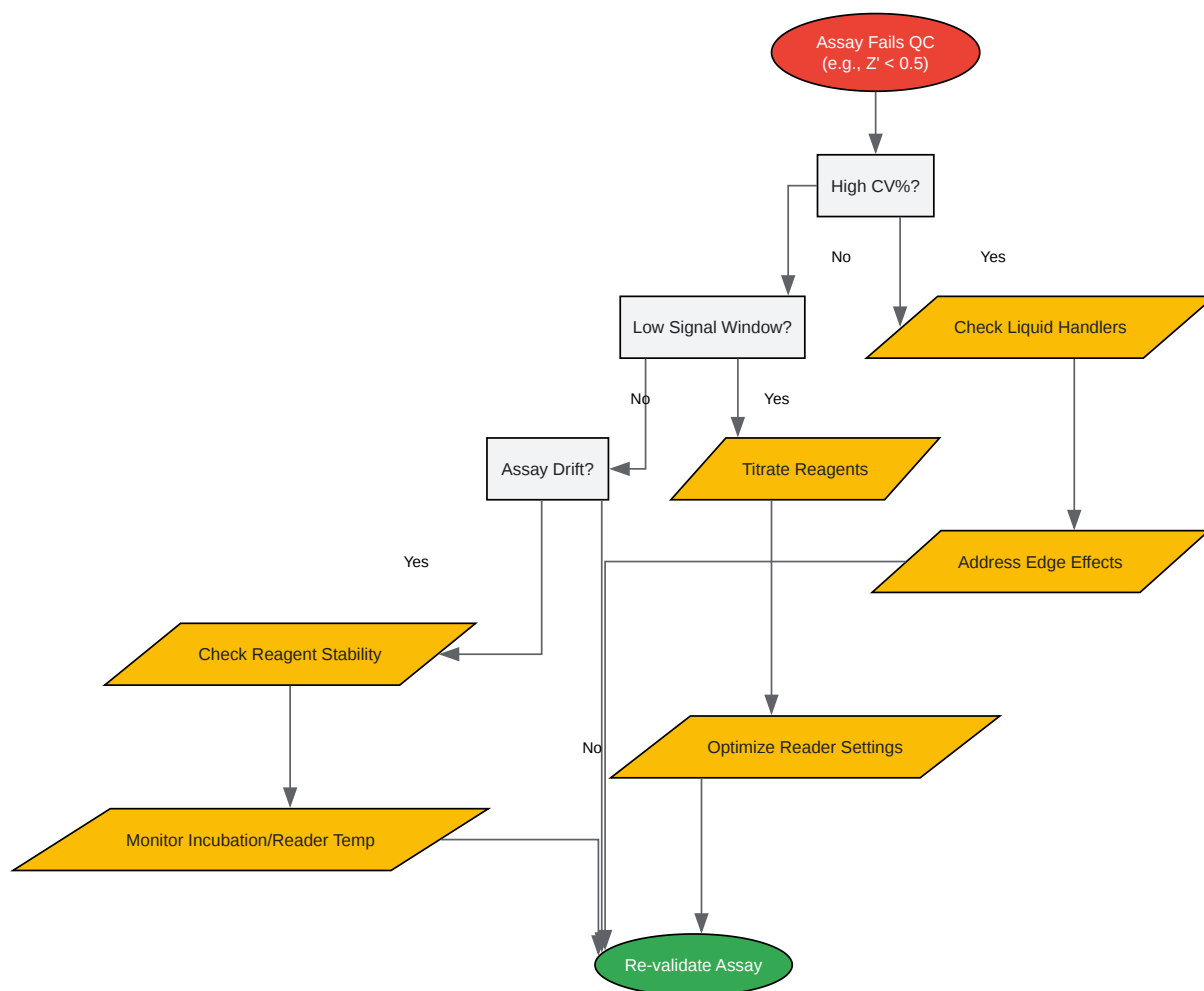 Assay Fails QC
(e.g., Z' < 0.5)
High CV%?
No
Yes
Low Signal Window?
Check Liquid Handlers
No
Yes
Assay Drift?
Titrate Reagents
Yes
Address Edge Effects
Check Reagent Stability
No
Optimize Reader Settings
Monitor Incubation/Reader Temp
Re-validate Assay